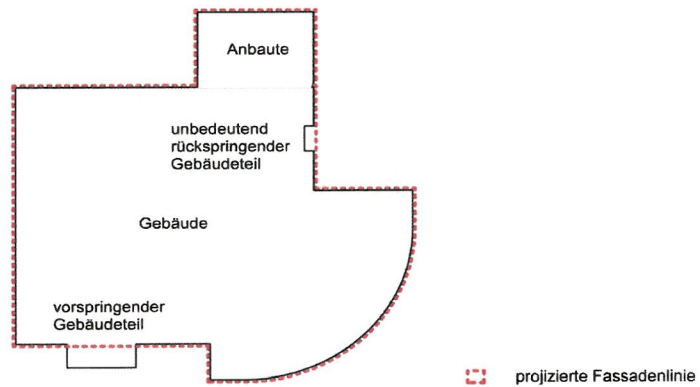 Anbaute
unbedeutend
rückspringender
Gebäudeteil
Gebäude
vorspringender
Gebäudeteil
projizierte Fassadenlinie